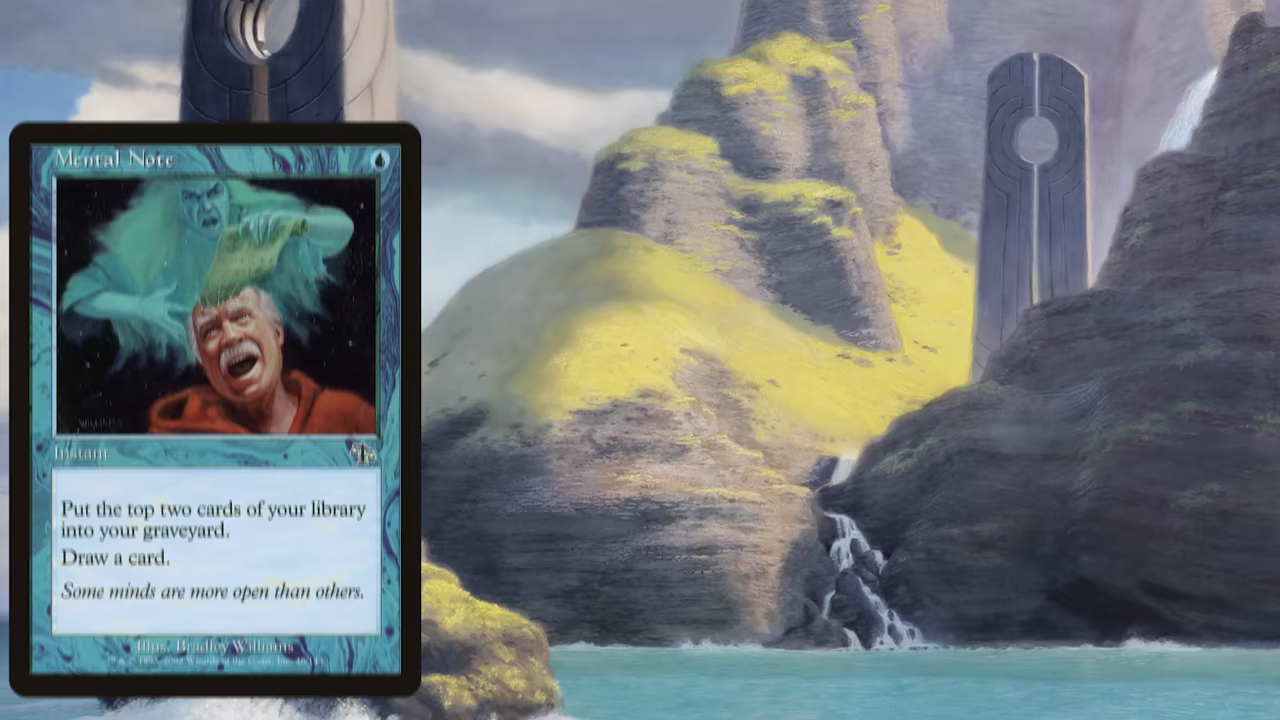 Mental Note
Instant
Put the top two cards of your library
into your graveyard.
Draw a card.
Some minds are more open than others.
Illus. Bradley Williams